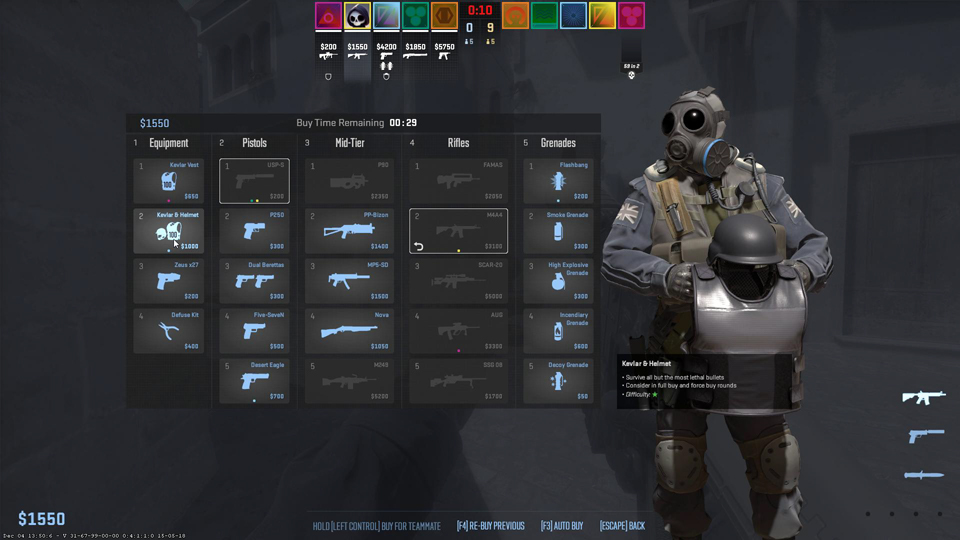 0:10
0 9
5 5
$200 $1550 $4200 $1850 $5750
59 in 2
$1550 Buy Time Remaining 00:29
1 Equipment 2 Pistols 3 Mid-Tier 4 Rifles 5 Grenades
1 Kevlar Vest 100 $650
1 USP-S $200
1 P90 $2350
1 FAMAS $2050
1 Flashbang $200
2 Kevlar & Helmet 100 $1000
2 P250 $300
2 PP-Bizon $1400
2 M4A4 $3100
2 Smoke Grenade $300
3 Zeus x27 $200
3 Dual Berettas $300
3 MP5-SD $1500
3 SCAR-20 $5000
3 High Explosive
Grenade $300
4 Defuse Kit $400
4 Five-SeveN $500
4 Nova $1050
4 AUG $3300
4 Incendiary
Grenade $600
5 Desert Eagle $700
5 M249 $5200
5 SSG 08 $1700
5 Decoy Grenade $50
Kevlar & Helmet
• Survive all but the most lethal bullets
• Consider in full buy and force buy rounds
• Difficulty: ★
$1550
HOLD [LEFT CONTROL] BUY FOR TEAMMATE [F4] RE-BUY PREVIOUS [F3] AUTO BUY [ESCAPE] BACK